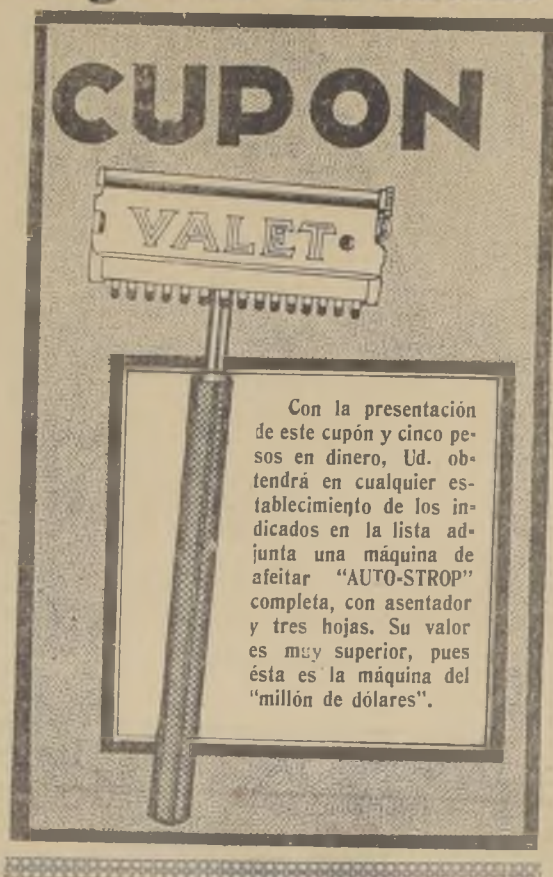 CUPON
VALET
Con la presentación
de este cupón y cinco pe-
sos en dinero, Ud. ob-
tendrá en cualquier es-
tablecimiento de los in-
dicados en la lista ad-
junta una máquina de
afeitar "AUTO-STROP"
completa, con asentador
y tres hojas. Su valor
es muy superior, pues
ésta es la máquina del
"millón de dólares".